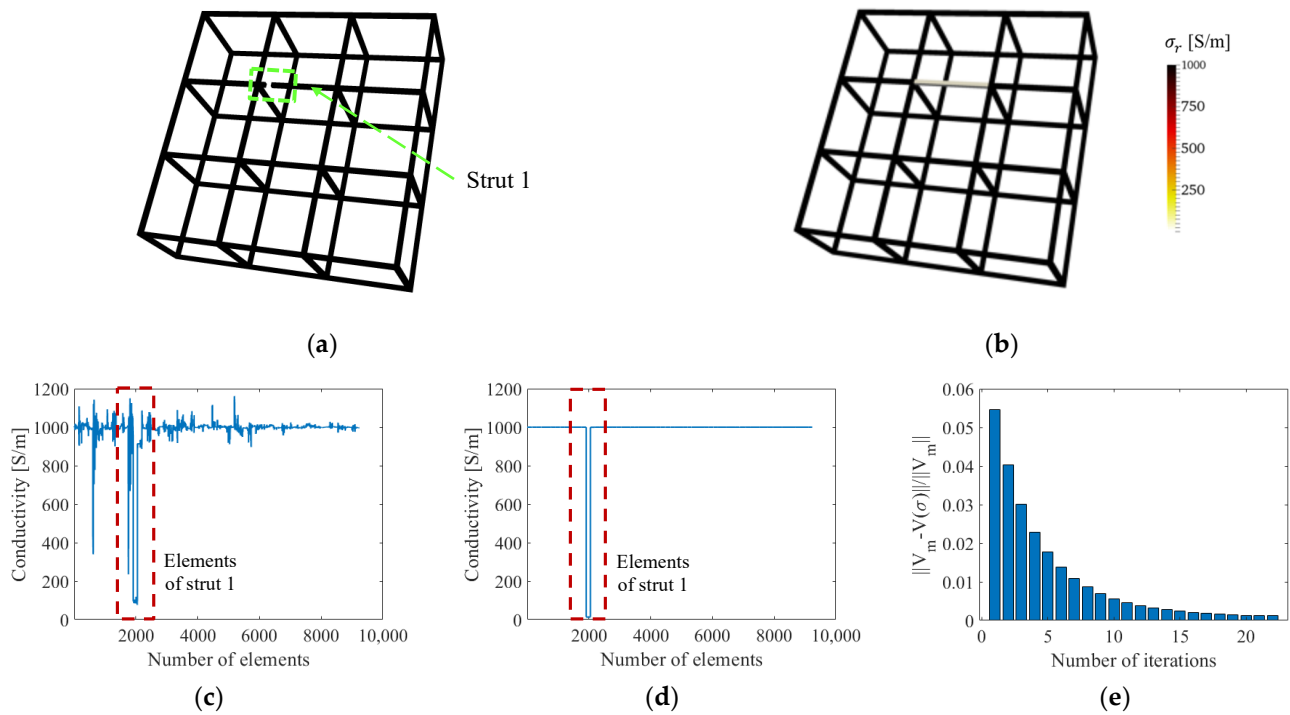 Strut 1
σr [S/m]
1000
750
500
250
(a)
(b)
1200
1000
800
600
400
200
0
Conductivity [S/m]
Elements
of strut 1
2000
4000
6000
8000
10,000
Number of elements
(c)
1200
1000
800
600
400
200
0
Conductivity [S/m]
Elements
of strut 1
2000
4000
6000
8000
10,000
Number of elements
(d)
0.06
0.05
0.04
0.03
0.02
0.01
0
||Vm-V(σ)||/||Vm||
0
5
10
15
20
Number of iterations
(e)